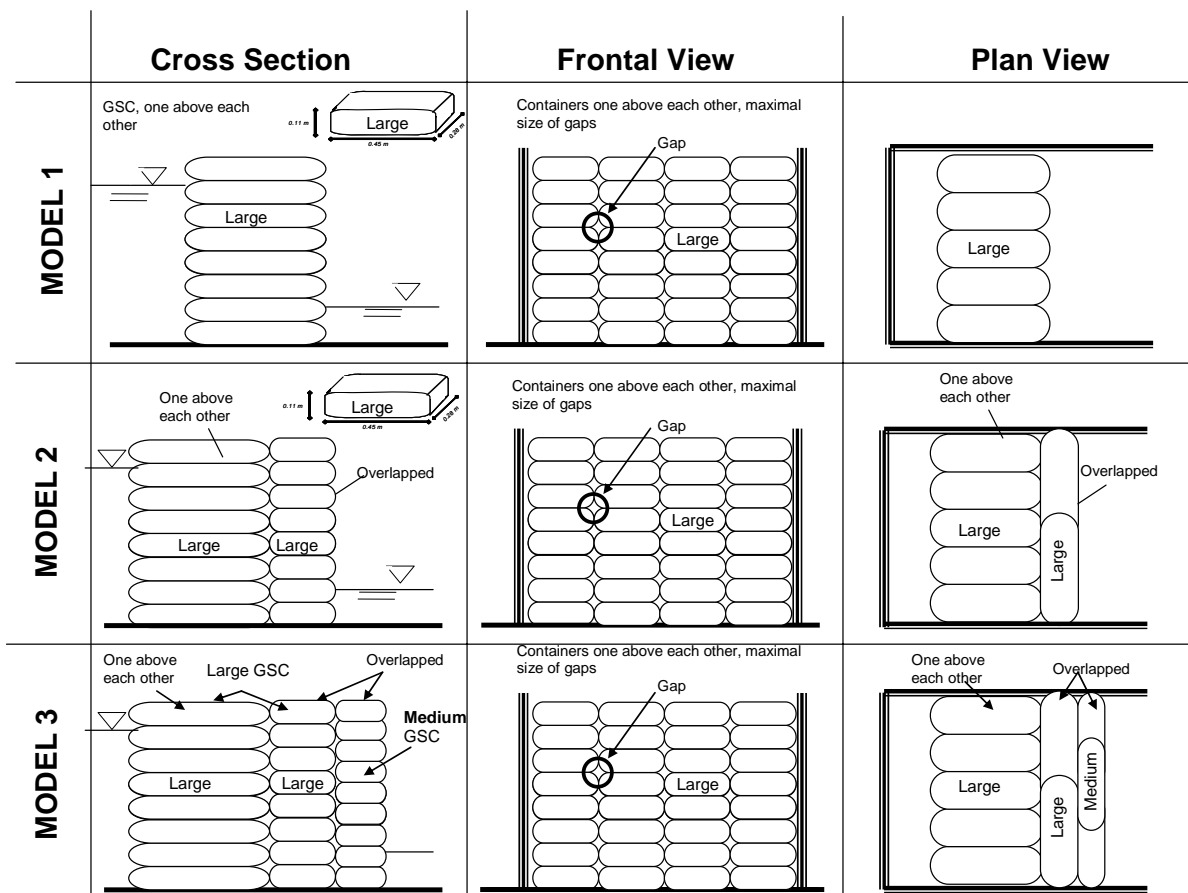 Cross Section
Frontal View
Plan View
MODEL 1
GSC, one above each
other
0.11 m
Large
0.45 m
0.28 m
Large
Containers one above each other, maximal
size of gaps
Gap
Large
Large
MODEL 2
One above
each other
0.11 m
Large
0.45 m
0.28 m
Overlapped
Large
Large
Containers one above each other, maximal
size of gaps
Gap
Large
One above
each other
Overlapped
Large
Large
MODEL 3
One above
each other
Large GSC
Overlapped
Medium
GSC
Large
Large
Containers one above each other, maximal
size of gaps
Gap
Large
One above
each other
Overlapped
Large
Large
Medium